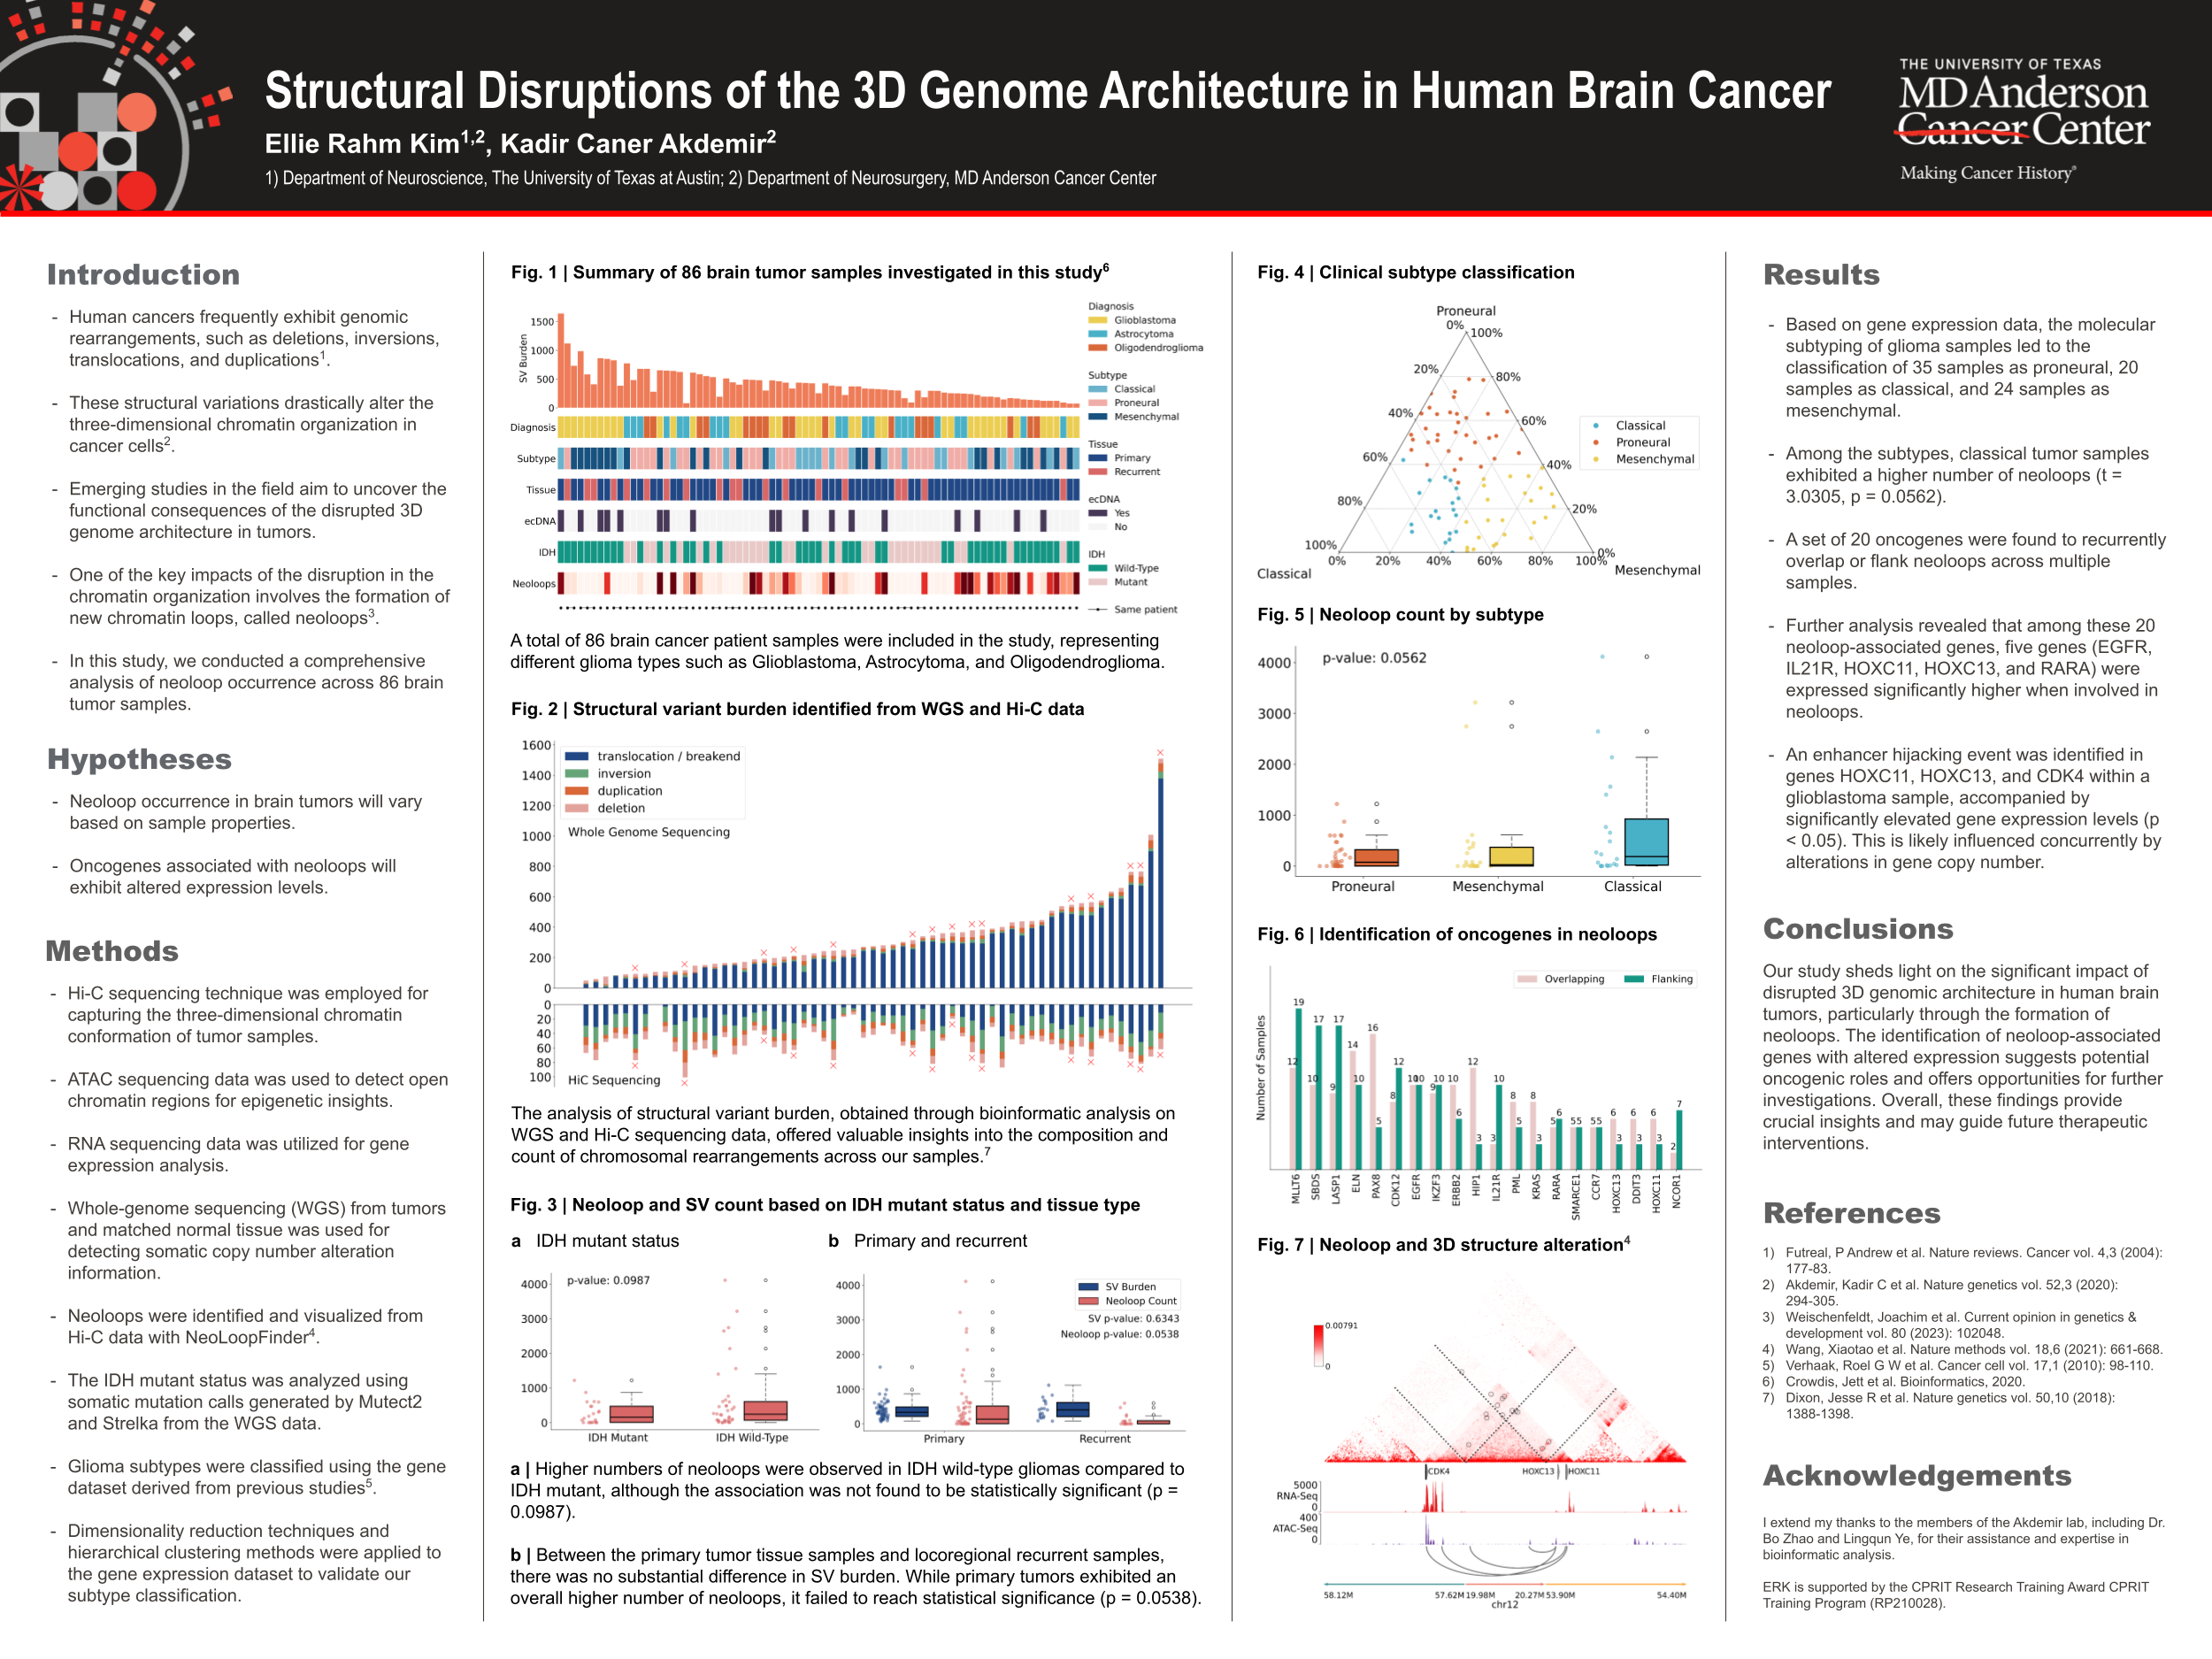 Structural Disruptions of the 3D Genome Architecture in Human Brain Cancer
Ellie Rahm Kim1,2, Kadir Caner Akdemir2
1) Department of Neuroscience, The University of Texas at Austin; 2) Department of Neurosurgery, MD Anderson Cancer Center
THE UNIVERSITY OF TEXAS
MD Anderson
Cancer Center
Making Cancer History®
Introduction
- Human cancers frequently exhibit genomic
rearrangements, such as deletions, inversions,
translocations, and duplications1.
- These structural variations drastically alter the
three-dimensional chromatin organization in
cancer cells2.
- Emerging studies in the field aim to uncover the
functional consequences of the disrupted 3D
genome architecture in tumors.
- One of the key impacts of the disruption in the
chromatin organization involves the formation of
new chromatin loops, called neoloops3.
- In this study, we conducted a comprehensive
analysis of neoloop occurrence across 86 brain
tumor samples.
Hypotheses
- Neoloop occurrence in brain tumors will vary
based on sample properties.
- Oncogenes associated with neoloops will
exhibit altered expression levels.
Methods
- Hi-C sequencing technique was employed for
capturing the three-dimensional chromatin
conformation of tumor samples.
- ATAC sequencing data was used to detect open
chromatin regions for epigenetic insights.
- RNA sequencing data was utilized for gene
expression analysis.
- Whole-genome sequencing (WGS) from tumors
and matched normal tissue was used for
detecting somatic copy number alteration
information.
- Neoloops were identified and visualized from
Hi-C data with NeoLoopFinder4.
- The IDH mutant status was analyzed using
somatic mutation calls generated by Mutect2
and Strelka from the WGS data.
- Glioma subtypes were classified using the gene
dataset derived from previous studies5.
- Dimensionality reduction techniques and
hierarchical clustering methods were applied to
the gene expression dataset to validate our
subtype classification.
Fig. 1 | Summary of 86 brain tumor samples investigated in this study6
SV Burden
1500
1000
500
0
Diagnosis
Subtype
Tissue
ecDNA
IDH
Neoloops
Diagnosis
Glioblastoma
Astrocytoma
Oligodendroglioma
Subtype
Classical
Proneural
Mesenchymal
Tissue
Primary
Recurrent
ecDNA
Yes
No
IDH
Wild-Type
Mutant
Same patient
A total of 86 brain cancer patient samples were included in the study, representing
different glioma types such as Glioblastoma, Astrocytoma, and Oligodendroglioma.
Fig. 2 | Structural variant burden identified from WGS and Hi-C data
1600
1400
1200
1000
800
600
400
200
0
translocation / breakend
inversion
duplication
deletion
Whole Genome Sequencing
0
20
40
60
80
100
HiC Sequencing
The analysis of structural variant burden, obtained through bioinformatic analysis on
WGS and Hi-C sequencing data, offered valuable insights into the composition and
count of chromosomal rearrangements across our samples.7
Fig. 3 | Neoloop and SV count based on IDH mutant status and tissue type
a IDH mutant status
4000
3000
2000
1000
0
p-value: 0.0987
IDH Mutant IDH Wild-Type
b Primary and recurrent
4000
3000
2000
1000
0
SV Burden
Neoloop Count
SV p-value: 0.6343
Neoloop p-value: 0.0538
Primary Recurrent
a | Higher numbers of neoloops were observed in IDH wild-type gliomas compared to
IDH mutant, although the association was not found to be statistically significant (p =
0.0987).
b | Between the primary tumor tissue samples and locoregional recurrent samples,
there was no substantial difference in SV burden. While primary tumors exhibited an
overall higher number of neoloops, it failed to reach statistical significance (p = 0.0538).
Fig. 4 | Clinical subtype classification
Proneural
0% 100%
20% 80%
40% 60%
60% 40%
80% 20%
100% 0%
0% 20% 40% 60% 80% 100%
Classical Mesenchymal
Classical
Proneural
Mesenchymal
Fig. 5 | Neoloop count by subtype
4000
3000
2000
1000
0
p-value: 0.0562
Proneural Mesenchymal Classical
Fig. 6 | Identification of oncogenes in neoloops
Overlapping Flanking
Number of Samples
12 19 10 17 9 17 14 10 16 5 8 12 10 10 9 10 10 6 12 3 3 10 8 5 8 3 5 6 5 5 5 5 6 3 6 3 6 3 2 7
MLLT6 SBDS LASP1 ELN PAX8 CDK12 EGFR IKZF3 ERBB2 HIP1 IL21R PML KRAS RARA SMARCE1 CCR7 HOXC13 DDIT3 HOXC11 NCOR1
Fig. 7 | Neoloop and 3D structure alteration4
0.00791
0
CDK4 HOXC13 HOXC11
5000
RNA-Seq
0
400
ATAC-Seq
0
58.12M 57.62M 19.98M 20.27M 53.90M 54.40M
chr12
Results
- Based on gene expression data, the molecular
subtyping of glioma samples led to the
classification of 35 samples as proneural, 20
samples as classical, and 24 samples as
mesenchymal.
- Among the subtypes, classical tumor samples
exhibited a higher number of neoloops (t =
3.0305, p = 0.0562).
- A set of 20 oncogenes were found to recurrently
overlap or flank neoloops across multiple
samples.
- Further analysis revealed that among these 20
neoloop-associated genes, five genes (EGFR,
IL21R, HOXC11, HOXC13, and RARA) were
expressed significantly higher when involved in
neoloops.
- An enhancer hijacking event was identified in
genes HOXC11, HOXC13, and CDK4 within a
glioblastoma sample, accompanied by
significantly elevated gene expression levels (p
< 0.05). This is likely influenced concurrently by
alterations in gene copy number.
Conclusions
Our study sheds light on the significant impact of
disrupted 3D genomic architecture in human brain
tumors, particularly through the formation of
neoloops. The identification of neoloop-associated
genes with altered expression suggests potential
oncogenic roles and offers opportunities for further
investigations. Overall, these findings provide
crucial insights and may guide future therapeutic
interventions.
References
1) Futreal, P Andrew et al. Nature reviews. Cancer vol. 4,3 (2004):
177-83.
2) Akdemir, Kadir C et al. Nature genetics vol. 52,3 (2020):
294-305.
3) Weischenfeldt, Joachim et al. Current opinion in genetics &
development vol. 80 (2023): 102048.
4) Wang, Xiaotao et al. Nature methods vol. 18,6 (2021): 661-668.
5) Verhaak, Roel G W et al. Cancer cell vol. 17,1 (2010): 98-110.
6) Crowdis, Jett et al. Bioinformatics, 2020.
7) Dixon, Jesse R et al. Nature genetics vol. 50,10 (2018):
1388-1398.
Acknowledgements
I extend my thanks to the members of the Akdemir lab, including Dr.
Bo Zhao and Lingqun Ye, for their assistance and expertise in
bioinformatic analysis.
ERK is supported by the CPRIT Research Training Award CPRIT
Training Program (RP210028).